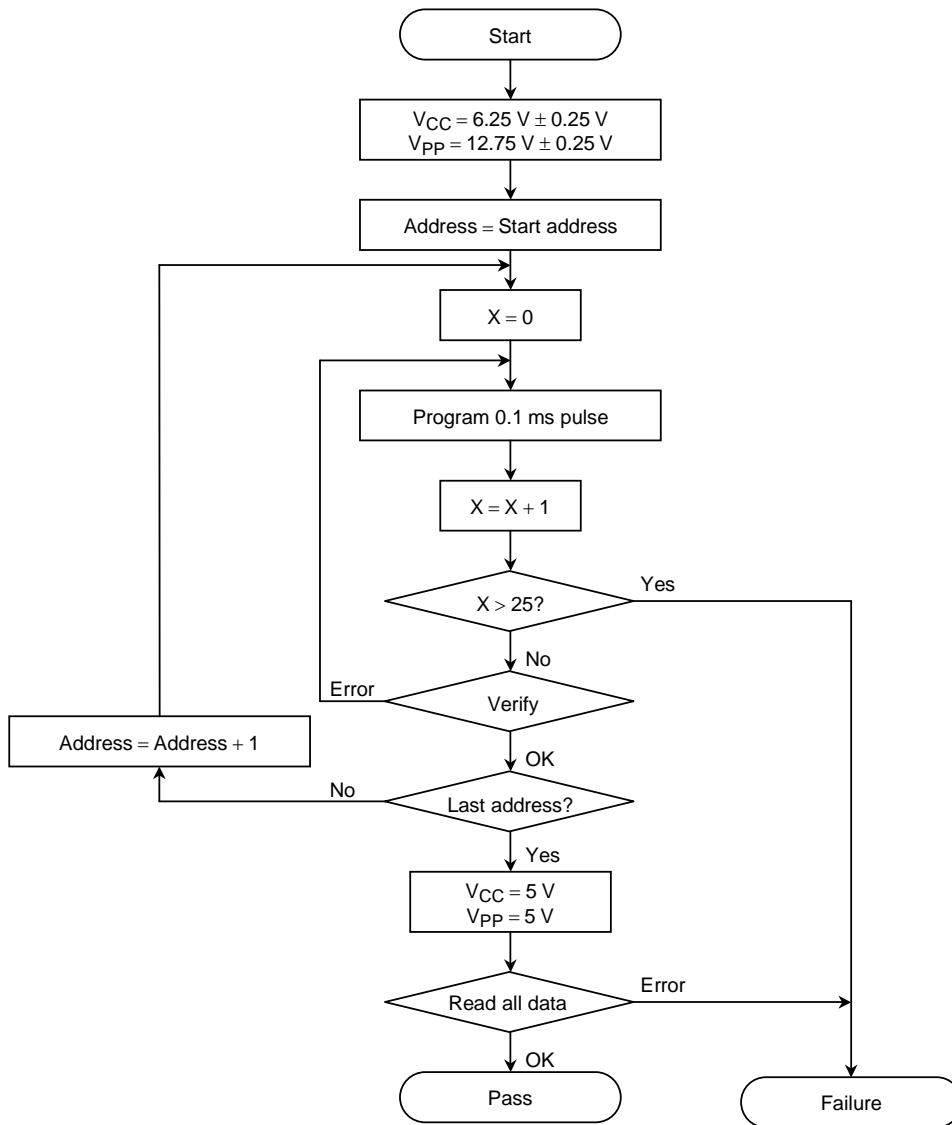 Start
VCC = 6.25 V ± 0.25 V
VPP = 12.75 V ± 0.25 V
Address = Start address
X = 0
Program 0.1 ms pulse
X = X + 1
X > 25?
Yes
No
Error
Verify
Address = Address + 1
OK
No
Last address?
Yes
VCC = 5 V
VPP = 5 V
Read all data
Error
OK
Pass
Failure